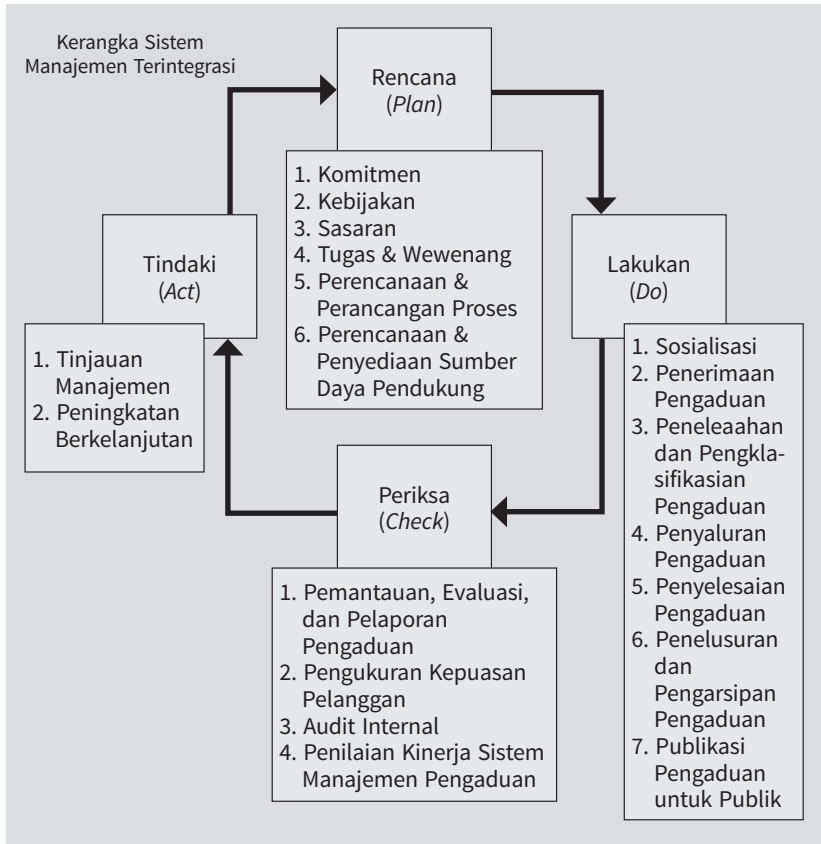 Kerangka Sistem
Manajemen Terintegrasi
Rencana
(Plan)
1. Komitmen
2. Kebijakan
3. Sasaran
4. Tugas & Wewenang
5. Perencanaan &
Perancangan Proses
6. Perencanaan &
Penyediaan Sumber
Daya Pendukung
Lakukan
(Do)
1. Sosialisasi
2. Penerimaan
Pengaduan
3. Peneleaahan
dan Pengkla-
sifikasian
Pengaduan
4. Penyaluran
Pengaduan
5. Penyelesaian
Pengaduan
6. Penelusuran
dan
Pengarsipan
Pengaduan
7. Publikasi
Pengaduan
untuk Publik
Periksa
(Check)
1. Pemantauan, Evaluasi,
dan Pelaporan
Pengaduan
2. Pengukuran Kepuasan
Pelanggan
3. Audit Internal
4. Penilaian Kinerja Sistem
Manajemen Pengaduan
Tindaki
(Act)
1. Tinjauan
Manajemen
2. Peningkatan
Berkelanjutan